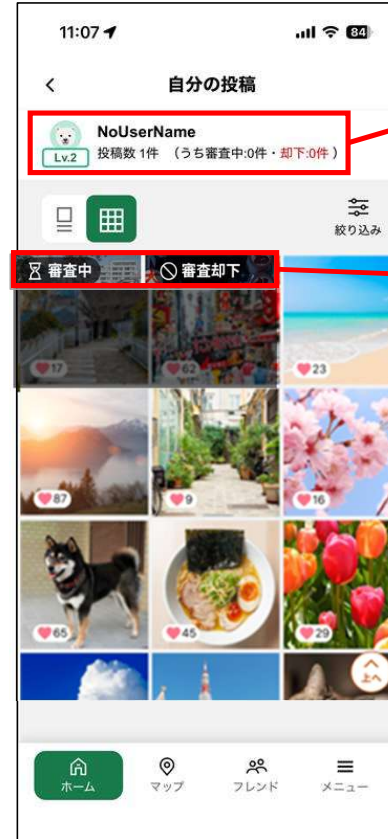 11:07
84
自分の投稿
NoUserName
Lv.2
投稿数 1件 （うち審査中:0件・却下:0件 ）
絞り込み
審査中
審査却下
17
62
23
87
9
16
65
45
29
上へ
ホーム
マップ
フレンド
メニュー